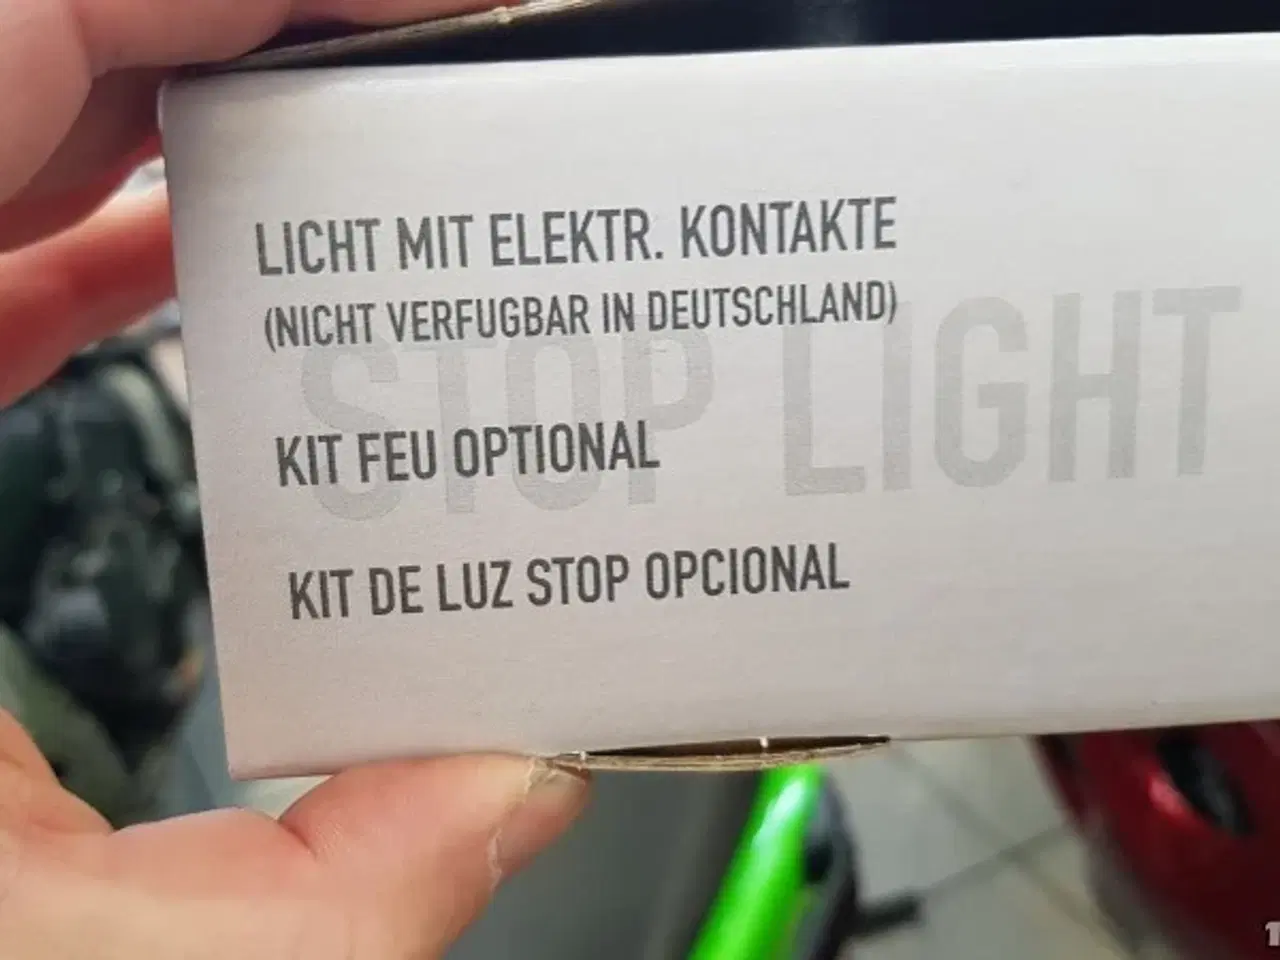 LICHT MIT ELEKTR. KONTAKTE
(NICHT VERFUGBAR IN DEUTSCHLAND)
STOP LIGHT
KIT FEU OPTIONAL
KIT DE LUZ STOP OPCIONAL